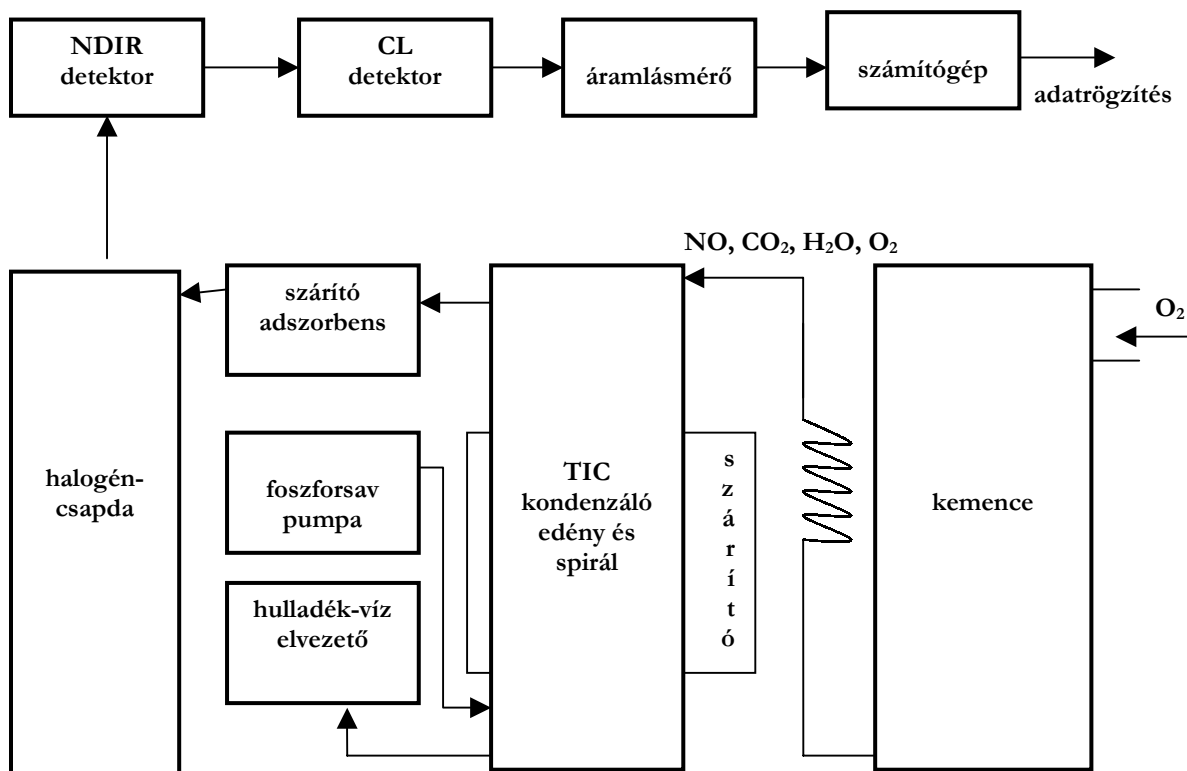 NDIR
detektor
CL
detektor
áramlásmérő
számítógép
adatrögzítés
NO, CO₂, H₂O, O₂
szárító
adszorbens
O₂
halogén-
csapda
foszforsav
pumpa
TIC
kondenzáló
edény és
spirál
s
z
á
r
í
t
ó
kemence
hulladék-víz
elvezető